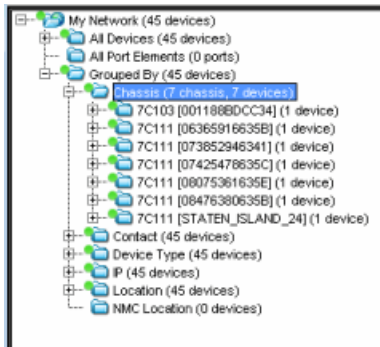 My Network (45 devices)
All Devices (45 devices)
All Port Elements (0 ports)
Grouped By (45 devices)
Chassis (7 chassis, 7 devices)
7C103 [001188BDCC34] (1 device)
7C111 [06365916635B] (1 device)
7C111 [073852946341] (1 device)
7C111 [07425478635C] (1 device)
7C111 [08075361635E] (1 device)
7C111 [08476380635B] (1 device)
7C111 [STATEN_ISLAND_24] (1 device)
Contact (45 devices)
Device Type (45 devices)
IP (45 devices)
Location (45 devices)
NMC Location (0 devices)